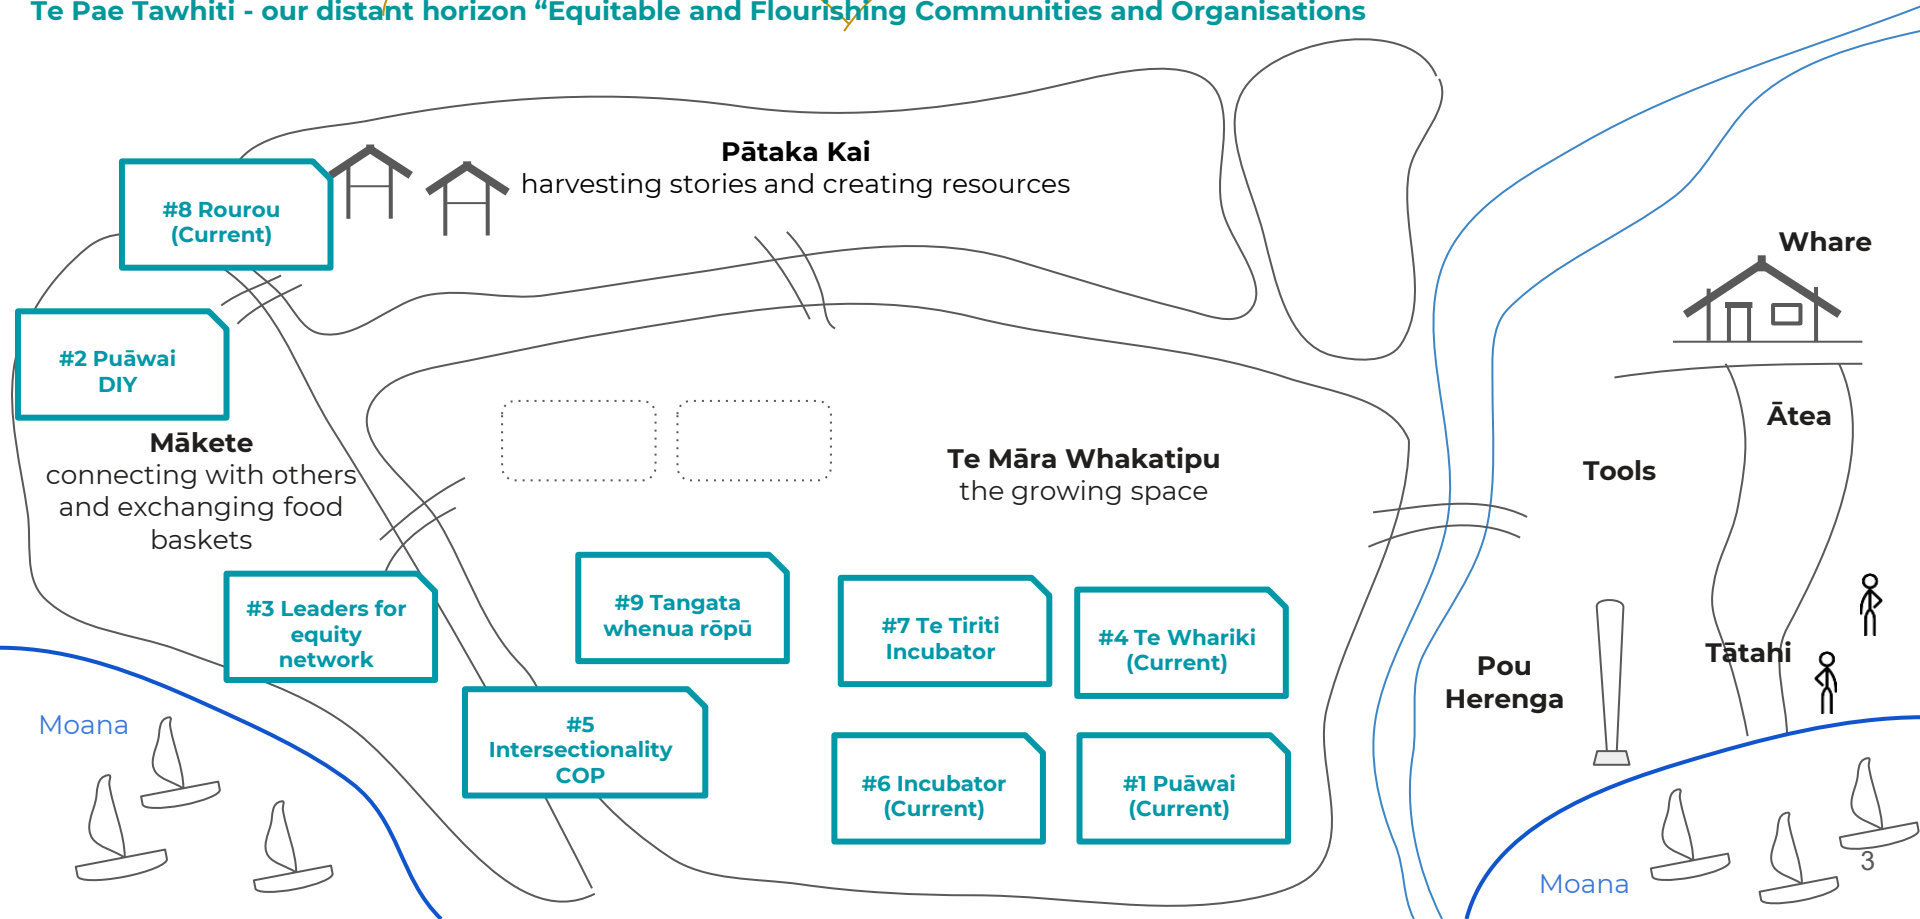 Te Pae Tawhiti - our distant horizon “Equitable and Flourishing Communities and Organisations
Pātaka Kai
harvesting stories and creating resources
#8 Rourou
(Current)
Whare
#2 Puāwai
DIY
Ātea
Mākete
connecting with others
and exchanging food
baskets
Te Māra Whakatipu
the growing space
Tools
#3 Leaders for
equity
network
#9 Tangata
whenua rōpū
#7 Te Tiriti
Incubator
#4 Te Whariki
(Current)
Pou
Herenga
Tātahi
Moana
#5
Intersectionality
COP
#6 Incubator
(Current)
#1 Puāwai
(Current)
Moana
3